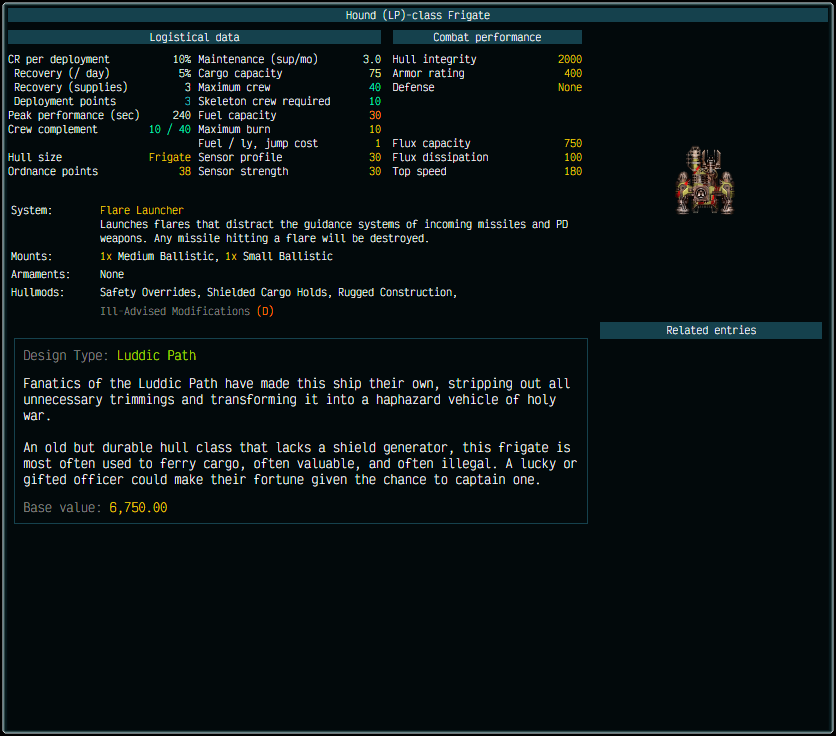 Hound (LP)-class Frigate
Logistical data
CR per deployment 10%
Recovery (/ day) 5%
Recovery (supplies) 3
Deployment points 3
Peak performance (sec) 240
Crew complement 10 / 40
Hull size Frigate
Ordnance points 38
Maintenance (sup/mo) 3.0
Cargo capacity 75
Maximum crew 40
Skeleton crew required 10
Fuel capacity 30
Maximum burn 10
Fuel / ly, jump cost 1
Sensor profile 30
Sensor strength 30
Combat performance
Hull integrity 2000
Armor rating 400
Defense None
Flux capacity 750
Flux dissipation 100
Top speed 180
System: Flare Launcher
Launches flares that distract the guidance systems of incoming missiles and PD
weapons. Any missile hitting a flare will be destroyed.
Mounts: 1x Medium Ballistic, 1x Small Ballistic
Armaments: None
Hullmods: Safety Overrides, Shielded Cargo Holds, Rugged Construction,
Ill-Advised Modifications (D)
Related entries
Design Type: Luddic Path
Fanatics of the Luddic Path have made this ship their own, stripping out all
unnecessary trimmings and transforming it into a haphazard vehicle of holy
war.
An old but durable hull class that lacks a shield generator, this frigate is
most often used to ferry cargo, often valuable, and often illegal. A lucky or
gifted officer could make their fortune given the chance to captain one.
Base value: 6,750.00